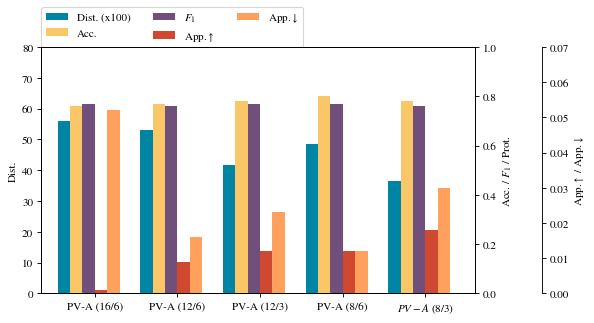 Dist. (x100)
Acc.
F₁
App.↑
App.↓
80
70
60
50
40
30
20
10
0
Dist.
1.0
0.8
0.6
0.4
0.2
0.0
Acc. / F₁ / Prot.
0.07
0.06
0.05
0.04
0.03
0.02
0.01
0.00
App.↑ / App.↓
PV-A (16/6)
PV-A (12/6)
PV-A (12/3)
PV-A (8/6)
PV − A (8/3)